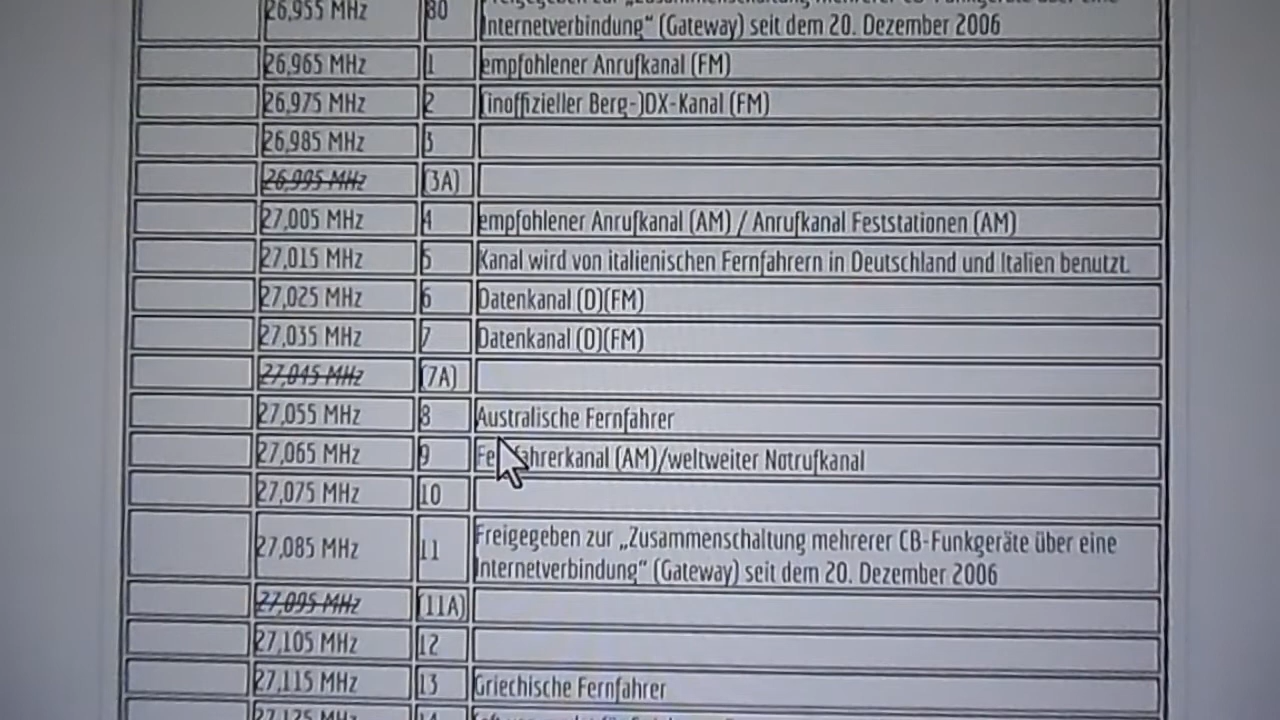 26,955 MHz 80
Internetverbindung“ (Gateway) seit dem 20. Dezember 2006
26,965 MHz 1 empfohlener Anrufkanal (FM)
26,975 MHz 2 (inoffizieller Berg-)DX-Kanal (FM)
26,985 MHz 3
26,995 MHz (3A)
27,005 MHz 4 empfohlener Anrufkanal (AM) / Anrufkanal Feststationen (AM)
27,015 MHz 5 Kanal wird von italienischen Fernfahrern in Deutschland und Italien benutzt.
27,025 MHz 6 Datenkanal (D)(FM)
27,035 MHz 7 Datenkanal (D)(FM)
27,045 MHz (7A)
27,055 MHz 8 Australische Fernfahrer
27,065 MHz 9 Fernfahrerkanal (AM)/weltweiter Notrufkanal
27,075 MHz 10
27,085 MHz 11 Freigegeben zur „Zusammenschaltung mehrerer CB-Funkgeräte über eine
Internetverbindung“ (Gateway) seit dem 20. Dezember 2006
27,095 MHz (11A)
27,105 MHz 12
27,115 MHz 13 Griechische Fernfahrer
27,125 MHz 14